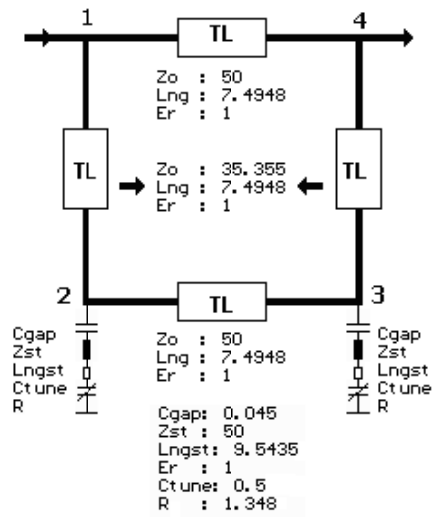 1
TL
4
Zo : 50
Lng : 7.4948
Er : 1
TL
Zo : 35.355
Lng : 7.4948
Er : 1
TL
2
TL
3
Zo : 50
Lng : 7.4948
Er : 1
Cgap
Zst
Lngst
Ctune
R
Cgap
Zst
Lngst
Ctune
R
Cgap: 0.045
Zst : 50
Lngst: 9.5435
Er : 1
Ctune: 0.5
R : 1.348